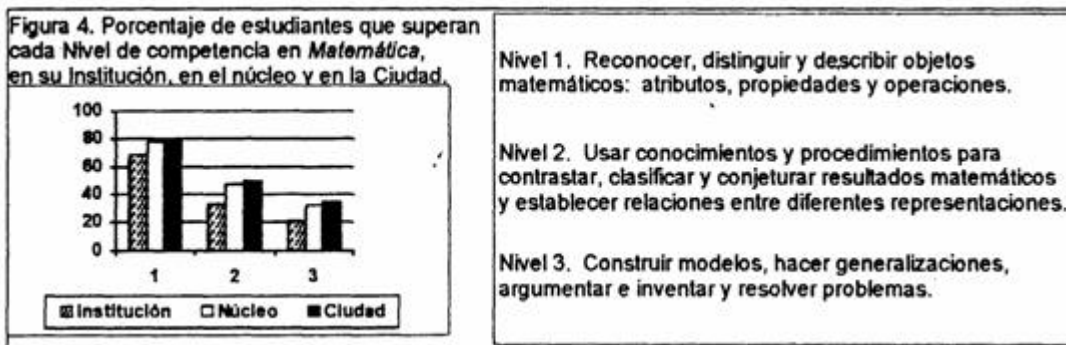 Figura 4. Porcentaje de estudiantes que superan
cada Nivel de competencia en Matemática,
en su Institución, en el núcleo y en la Ciudad.
100
80
60
40
20
0
1 2 3
Institución Núcleo Ciudad
Nivel 1. Reconocer, distinguir y describir objetos
matemáticos: atributos, propiedades y operaciones.
Nivel 2. Usar conocimientos y procedimientos para
contrastar, clasificar y conjeturar resultados matemáticos
y establecer relaciones entre diferentes representaciones.
Nivel 3. Construir modelos, hacer generalizaciones,
argumentar e inventar y resolver problemas.